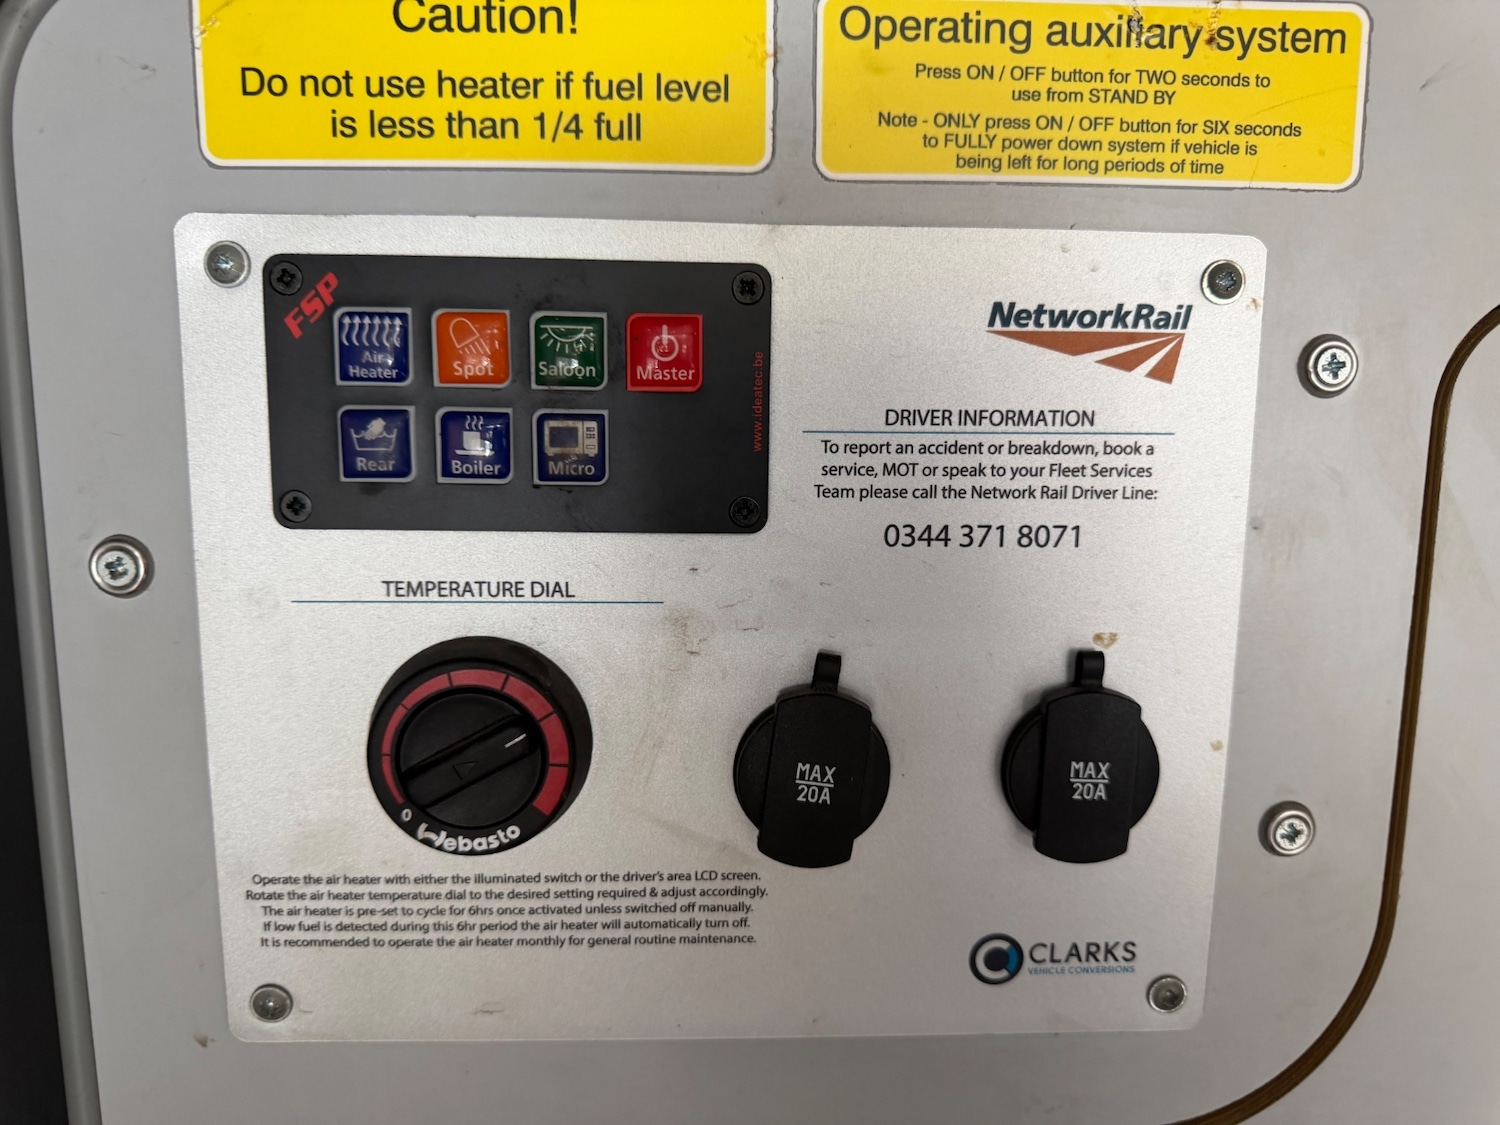 Caution!
Do not use heater if fuel level
is less than 1/4 full
Operating auxiliary system
Press ON / OFF button for TWO seconds to
use from STAND BY
Note - ONLY press ON / OFF button for SIX seconds
to FULLY power down system if vehicle is
being left for long periods of time
FSP
Air
Heater
Spot
Saloon
Master
Rear
Boiler
Micro
www.ideatec.be
NetworkRail
DRIVER INFORMATION
To report an accident or breakdown, book a
service, MOT or speak to your Fleet Services
Team please call the Network Rail Driver Line:
0344 371 8071
TEMPERATURE DIAL
0
Webasto
MAX
20A
MAX
20A
Operate the air heater with either the illuminated switch or the driver's area LCD screen.
Rotate the air heater temperature dial to the desired setting required & adjust accordingly.
The air heater is pre-set to cycle for 6hrs once activated unless switched off manually.
If low fuel is detected during this 6hr period the air heater will automatically turn off.
It is recommended to operate the air heater monthly for general routine maintenance.
CLARKS
VEHICLE CONVERSIONS